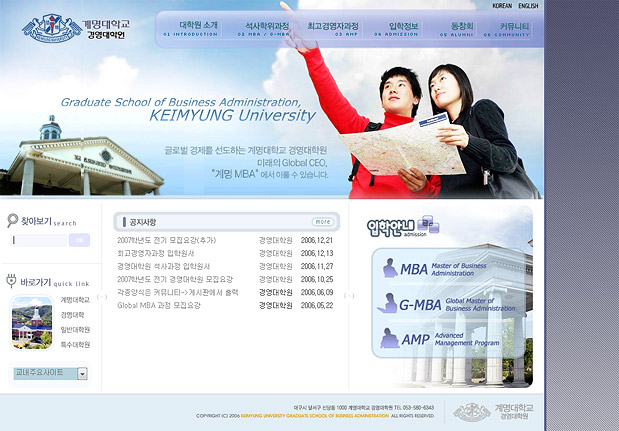 KOREAN ENGLISH
계명대학교
경영대학원
대학원 소개 석사학위과정 최고경영자과정 입학정보 동창회 커뮤니티
01 INTRODUCTION 02 MBA / G-MBA 03 AMP 04 ADMISSION 05 ALUMNI 06 COMMUNITY
Graduate School of Business Administration,
KEIMYUNG University
글로벌 경제를 선도하는 계명대학교 경영대학원
미래의 Global CEO,
"계명 MBA" 에서 이룰 수 있습니다.
찾아보기 search
바로가기 quick link
계명대학교
경영대학
일반대학원
특수대학원
교내주요사이트
공지사항 more
2007학년도 전기 모집요강(추가) 경영대학원 2006,12,21
최고경영자과정 입학원서 경영대학원 2006,12,13
경영대학원 석사과정 입학원서 경영대학원 2006,11,27
2007학년도 전기 경영대학원 모집요강 경영대학원 2006,10,25
각종양식은 커뮤니티->게시판에서 출력 경영대학원 2006,06,09
Global MBA 과정 모집요강 경영대학원 2006,05,22
입학안내 admission
MBA Master of Business Administration
G-MBA Global Master of Business Administration
AMP Advanced Management Program
대구시 달서구 신당동 1000 계명대학교 경영대학원 TEL 053-580-6343
COPYRIGHT (C) 2006 KEIMYUNG UNIVERSITY GRADUATE SCHOOL OF BUSINESS ADMINISTRATION ALL RIGHTS RESERVED.
계명대학교
경영대학원